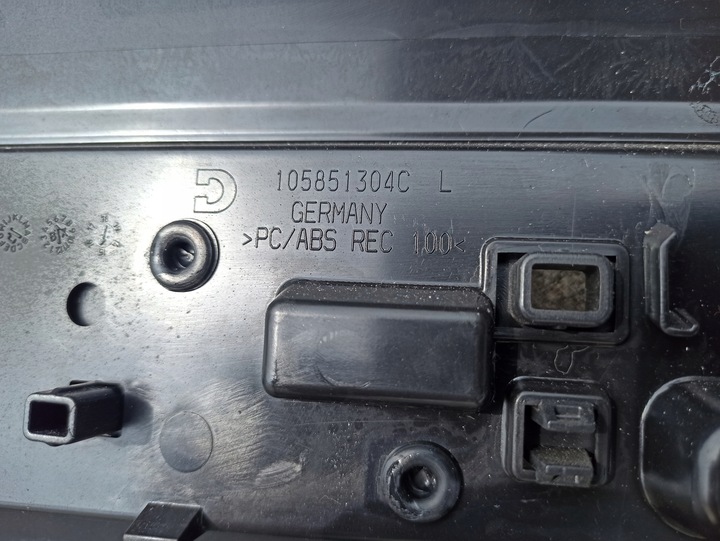 105851304C L
GERMANY
>PC/ABS REC 100<